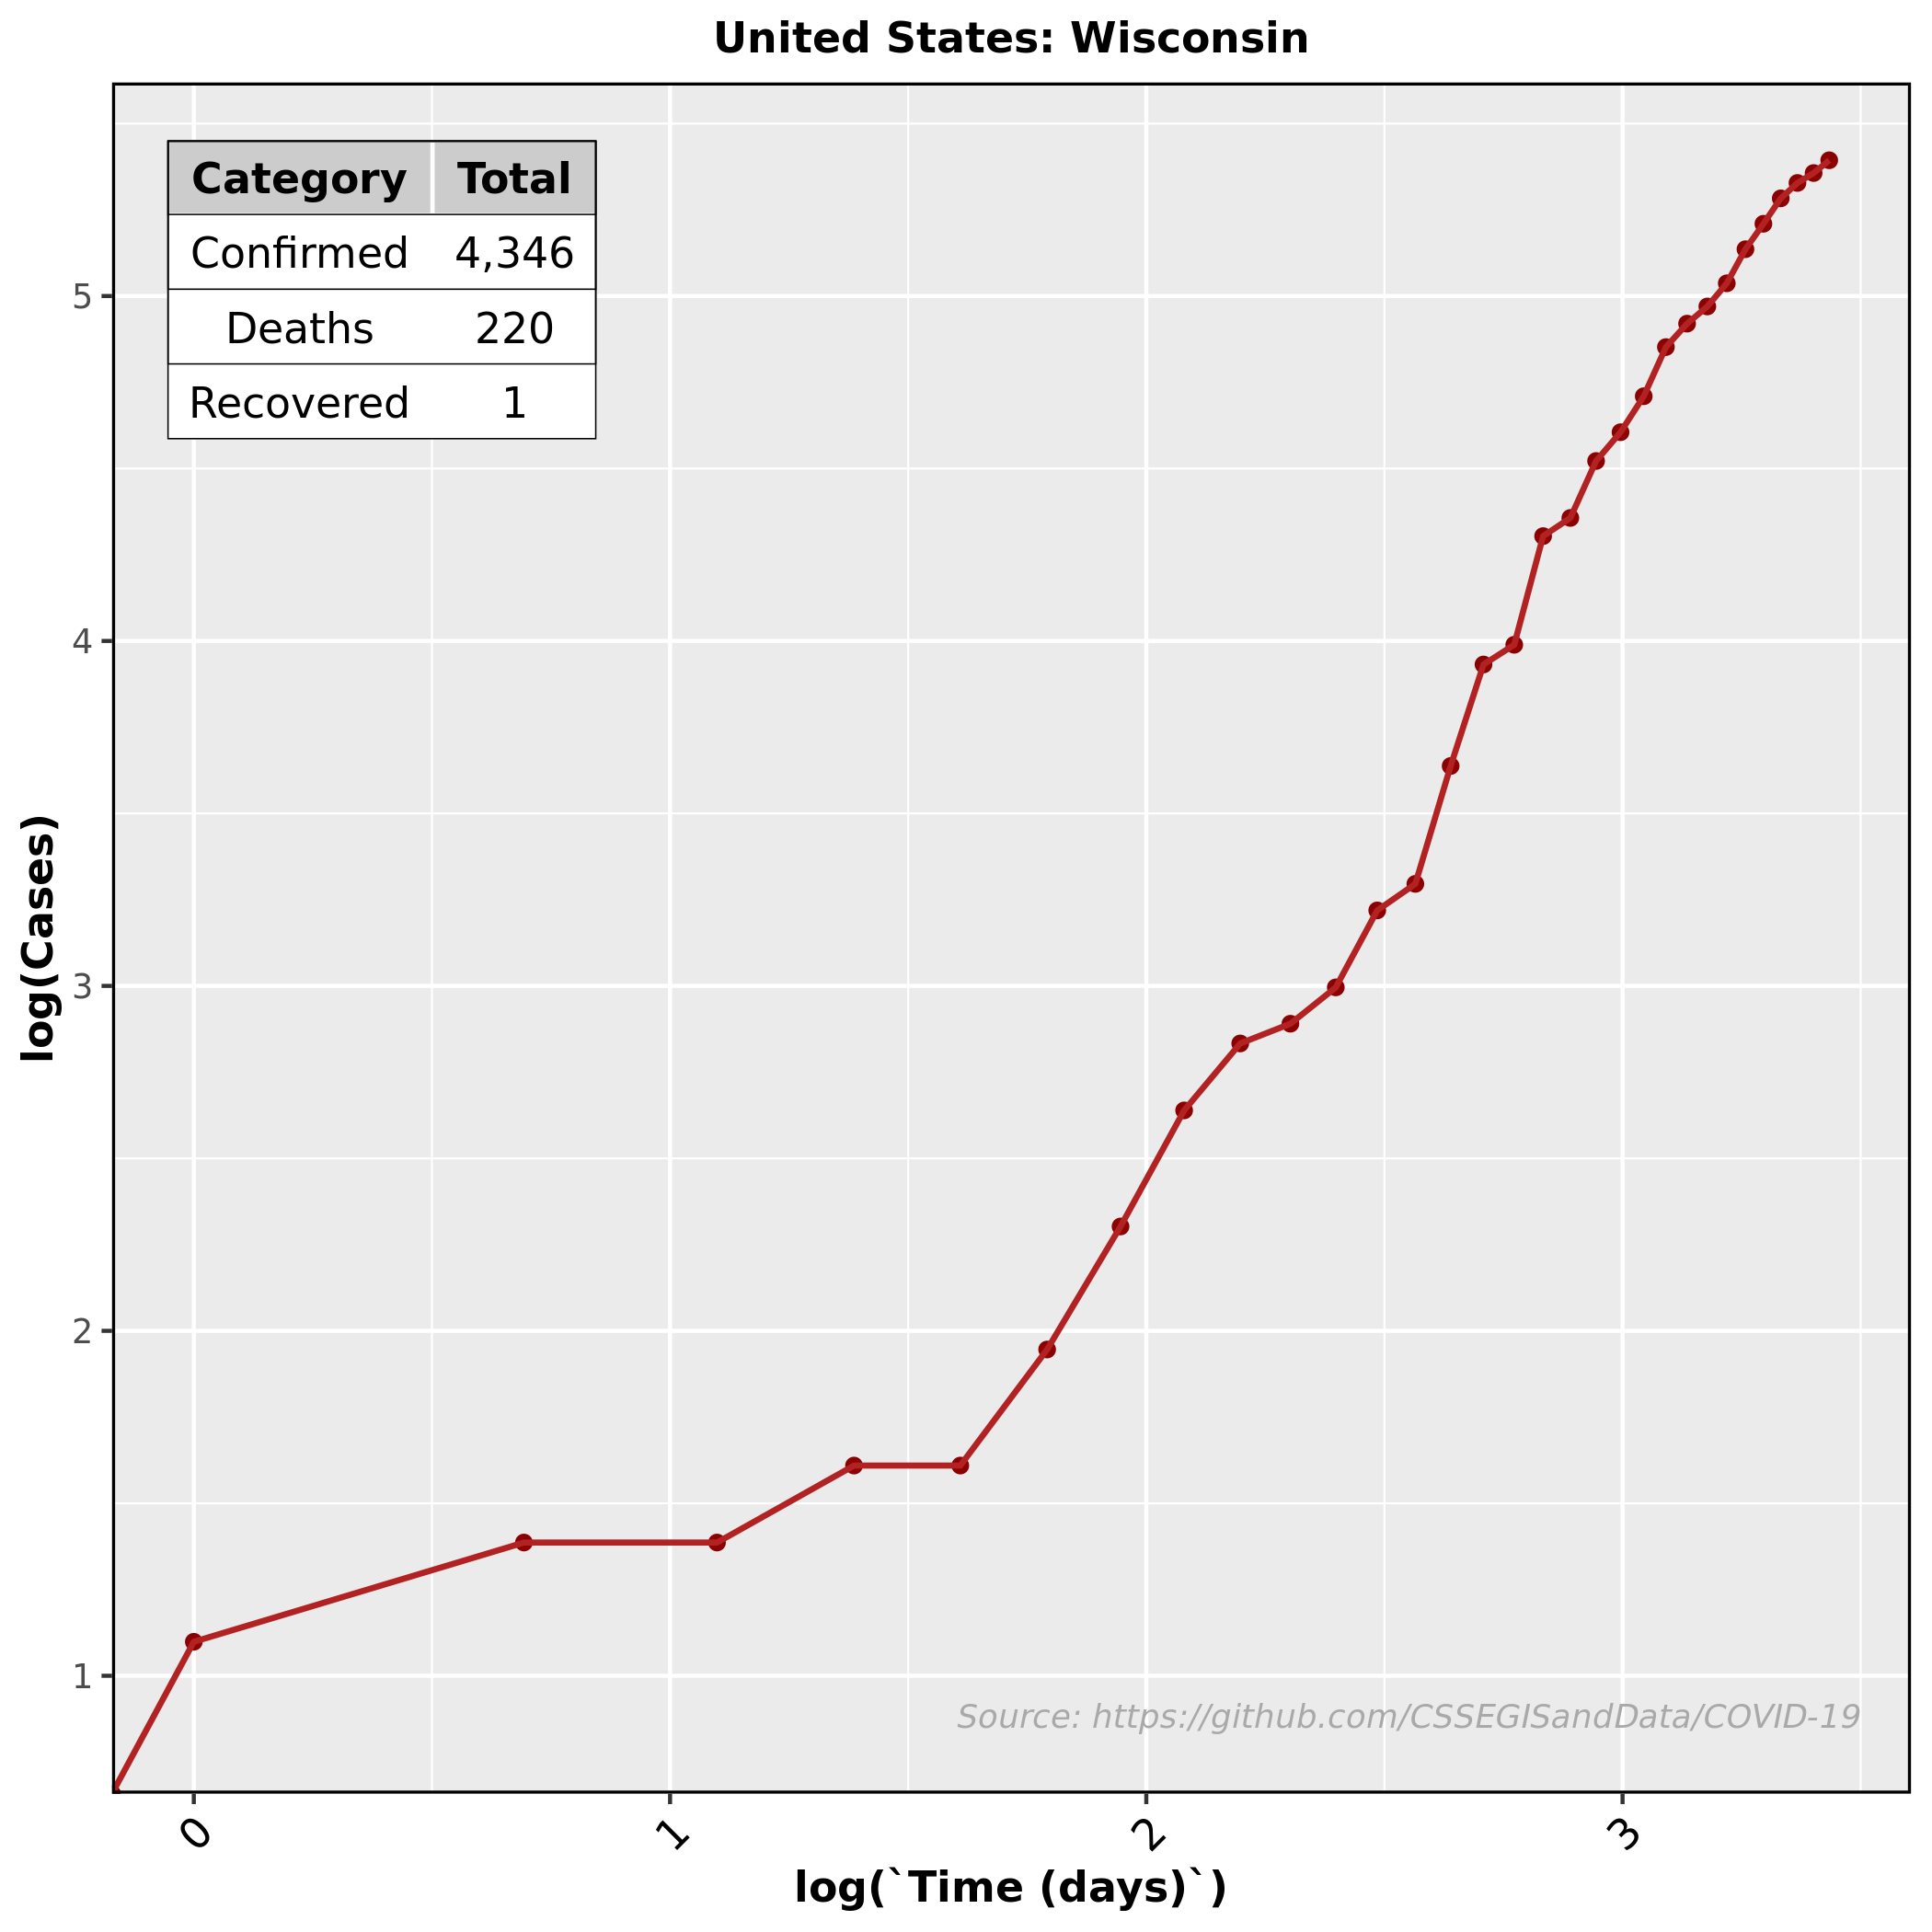 United States: Wisconsin
Category Total
Confirmed 4,346
Deaths 220
Recovered 1
5
4
3
2
1
log(Cases)
Source: https://github.com/CSSEGISandData/COVID-19
0 1 2 3
log(`Time (days)`)